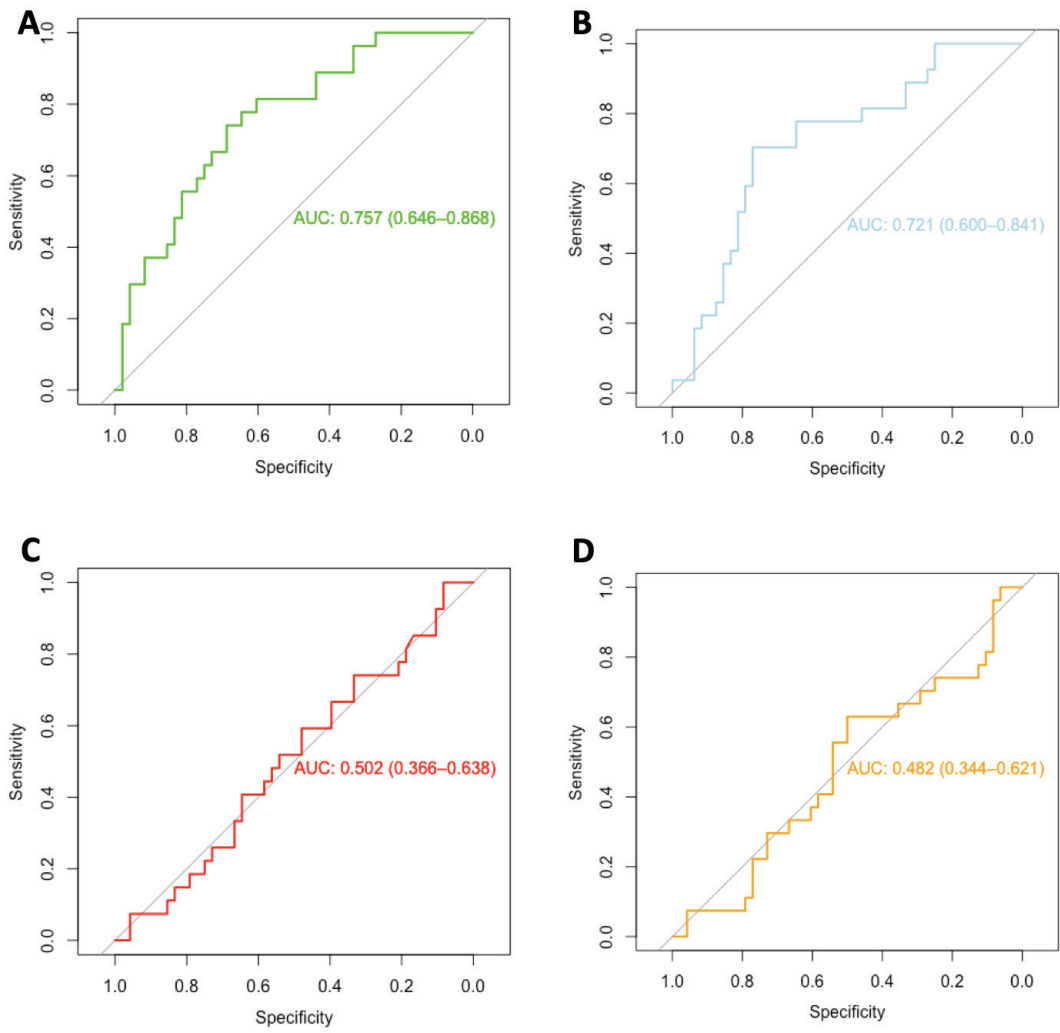 A
Sensitivity
1.0
0.8
0.6
0.4
0.2
0.0
AUC: 0.757 (0.646–0.868)
1.0 0.8 0.6 0.4 0.2 0.0
Specificity
B
Sensitivity
1.0
0.8
0.6
0.4
0.2
0.0
AUC: 0.721 (0.600–0.841)
1.0 0.8 0.6 0.4 0.2 0.0
Specificity
C
Sensitivity
1.0
0.8
0.6
0.4
0.2
0.0
AUC: 0.502 (0.366–0.638)
1.0 0.8 0.6 0.4 0.2 0.0
Specificity
D
Sensitivity
1.0
0.8
0.6
0.4
0.2
0.0
AUC: 0.482 (0.344–0.621)
1.0 0.8 0.6 0.4 0.2 0.0
Specificity